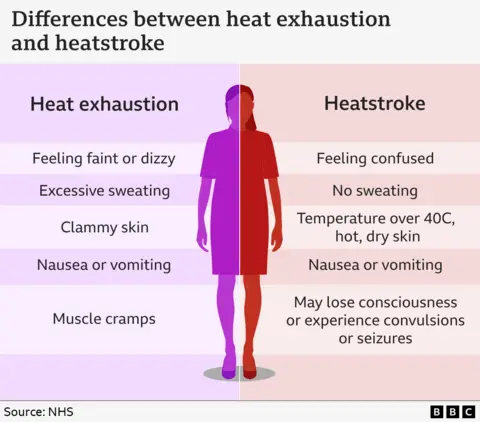 Differences between heat exhaustion
and heatstroke
Heat exhaustion
Heatstroke
Feeling faint or dizzy
Feeling confused
Excessive sweating
No sweating
Clammy skin
Temperature over 40C,
hot, dry skin
Nausea or vomiting
Nausea or vomiting
Muscle cramps
May lose consciousness
or experience convulsions
or seizures
Source: NHS
BBC